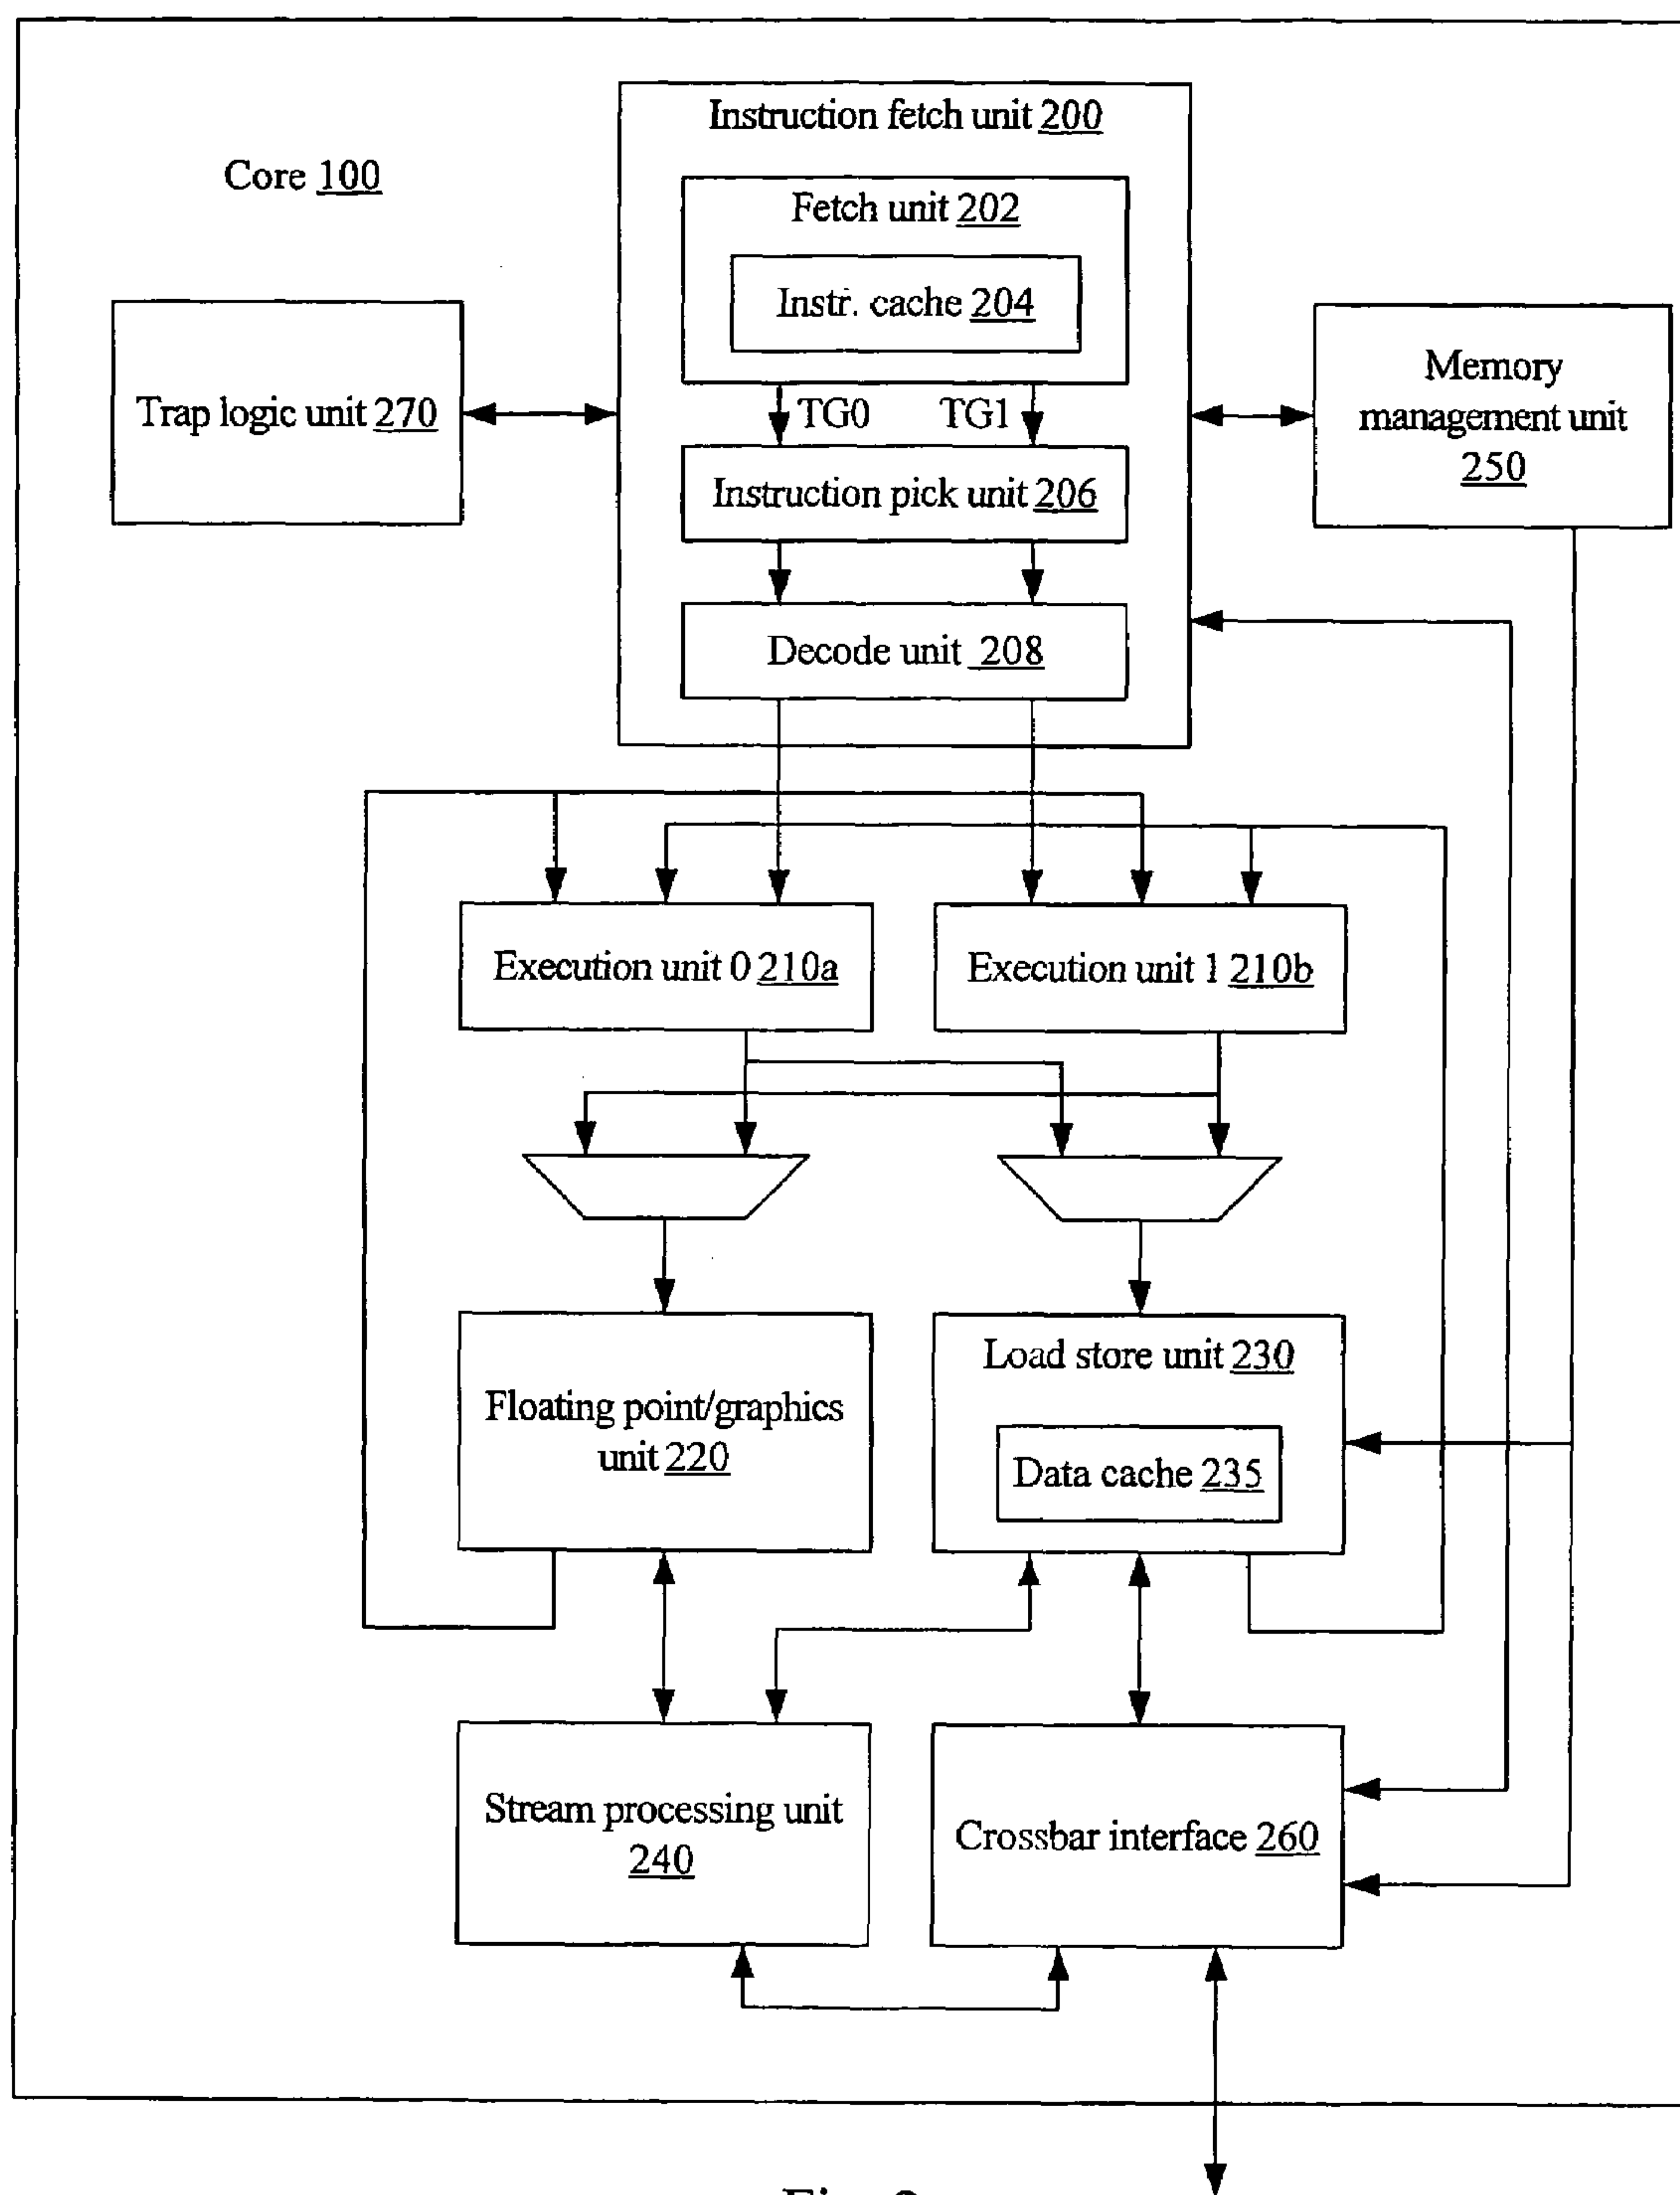 Instruction fetch unit 200
Core 100
Fetch unit 202
Instr. cache 204
Trap logic unit 270
TG0 TG1
Memory
management unit
250
Instruction pick unit 206
Decode unit 208
Execution unit 0 210a
Execution unit 1 210b
Load store unit 230
Floating point/graphics
unit 220
Data cache 235
Stream processing unit
240
Crossbar interface 260